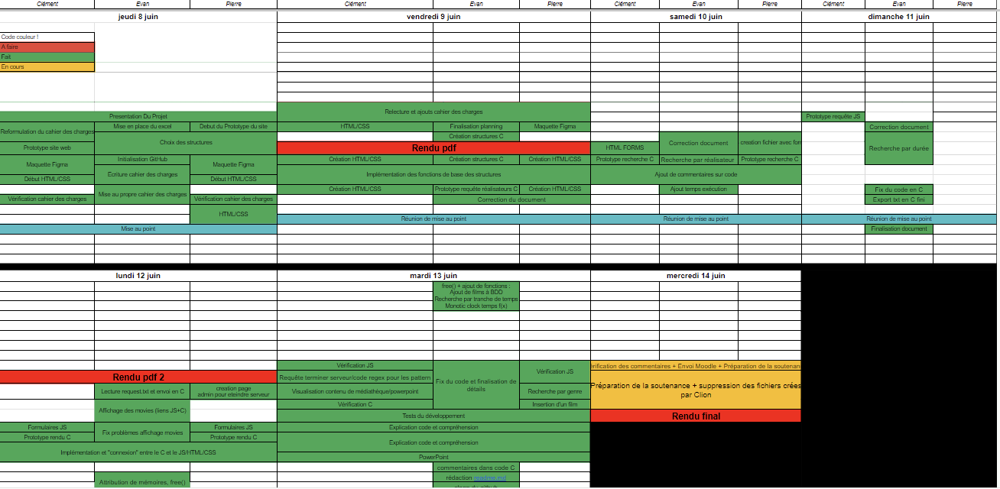 Clément Evan Pierre Clément Evan Pierre Clément Evan Pierre Clément Evan Pierre
jeudi 8 juin vendredi 9 juin samedi 10 juin dimanche 11 juin
Code couleur !
A faire
Fait
En cours
Relecture et ajouts cahier des charges
Presentation Du Projet Prototype requête JS
Mise en place du excel Debut du Prototype du site HTML/CSS Finalisation planning Maquette Figma Correction document
Reformulation du cahier des charges
Création structures C
Choix des structures Correction document creation fichier avec for
Prototype site web Rendu pdf HTML FORMS Recherche par durée
Initialisation GitHub Création HTML/CSS Création structures C Création HTML/CSS Prototype recherche C Recherche par réalisateur Prototype recherche C
Maquette Figma Maquette Figma
Ecriture cahier des charges Implémentation des fonctions de base des structures Ajout de commentaires sur code
Début HTML/CSS Début HTML/CSS
Création HTML/CSS Prototype requête réalisateurs C Création HTML/CSS Ajout temps exécution Fix du code en C
Mise au propre cahier des charges
Vérification cahier des charges Vérification cahier des charges Correction du document Export txt en C fini
HTML/CSS
Réunion de mise au point Réunion de mise au point Réunion de mise au point
Mise au point Finalisation document
lundi 12 juin mardi 13 juin mercredi 14 juin
free() + ajout de fonctions :
Ajout de films à BDD
Recherche par tranche de temps
Monotic clock temps f(x)
Vérification JS érification des commentaires + Envoi Moodle + Préparation de la soutenan
Vérification JS
Rendu pdf 2 Requête terminer serveur/code regex pour les pattern
Fix du code et finalisation de
détails
Préparation de la soutenance + suppression des fichiers crées
par Clion
Lecture request.txt et envoi en C creation page
admin pour eteindre serveur
Visualisation contenu de médiathèque/powerpoint Recherche par genre
Vérification C Insertion d'un film
Affichage des movies (liens JS+C)
Tests du développement Rendu final
Formulaires JS Formulaires JS Explication code et compréhension
Fix problèmes affichage movies
Prototype rendu C Prototype rendu C
Explication code et compréhension
Implémentation et "connexion" entre le C et le JS/HTML/CSS
PowerPoint
commentaires dans code C
rédaction readme.md
Attribution de mémoires, free()